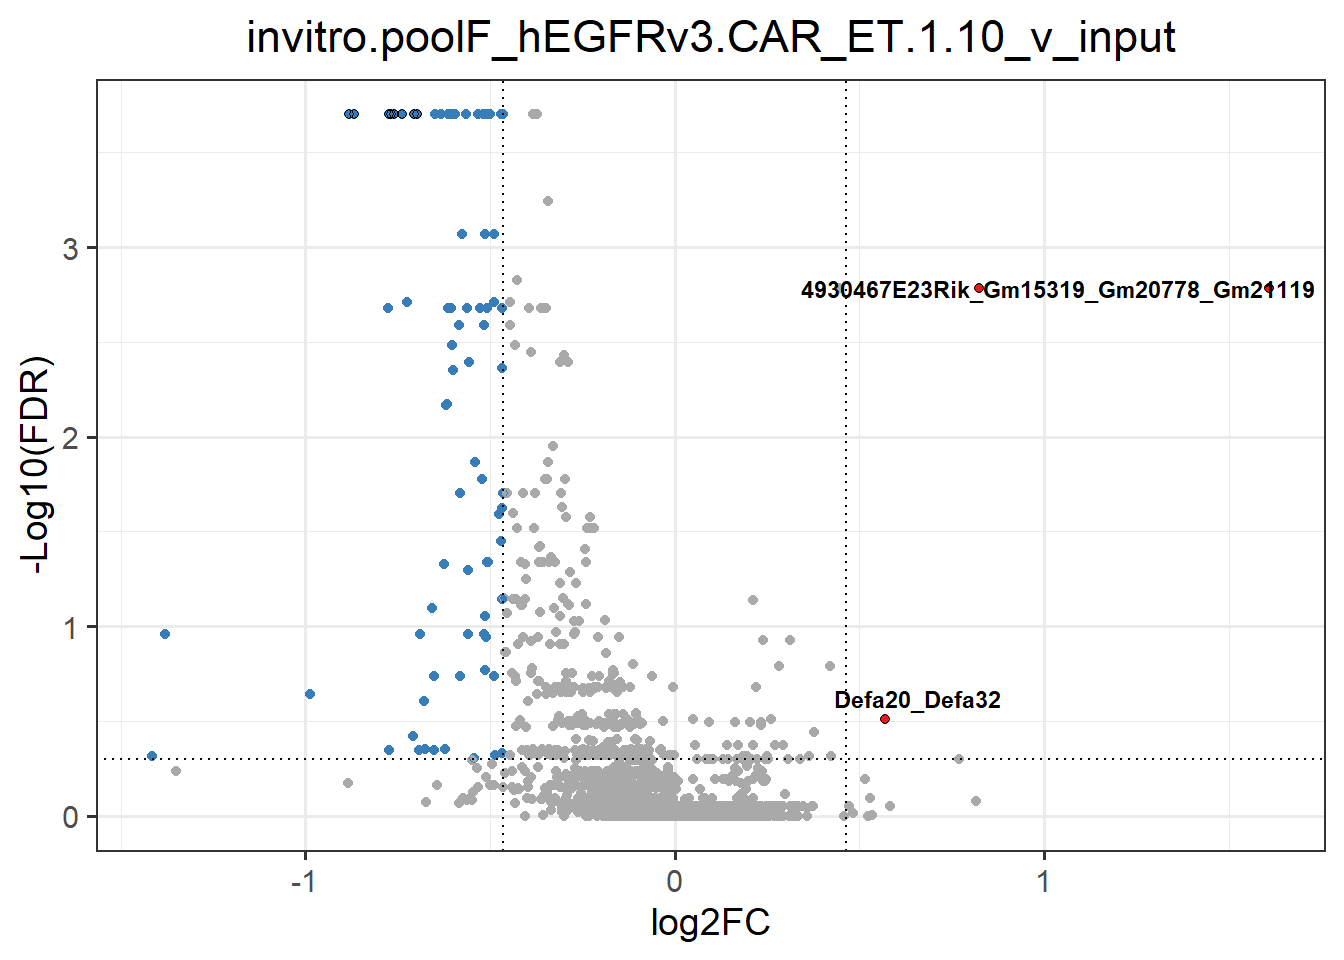 invitro.poolF_hEGFRv3.CAR_ET.1.10_v_input
-Log10(FDR)
3
4930467E23Rik_Gm15319_Gm20778_Gm21119
2
1
Defa20_Defa32
0
-1
0
1
log2FC